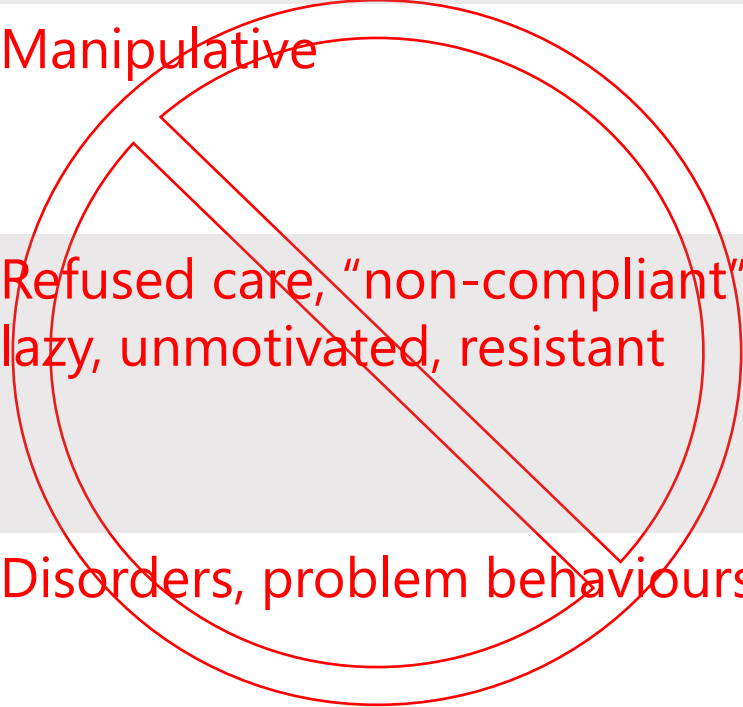 Manipulative
Refused care, “non-compliant”
lazy, unmotivated, resistant
Disorders, problem behaviours